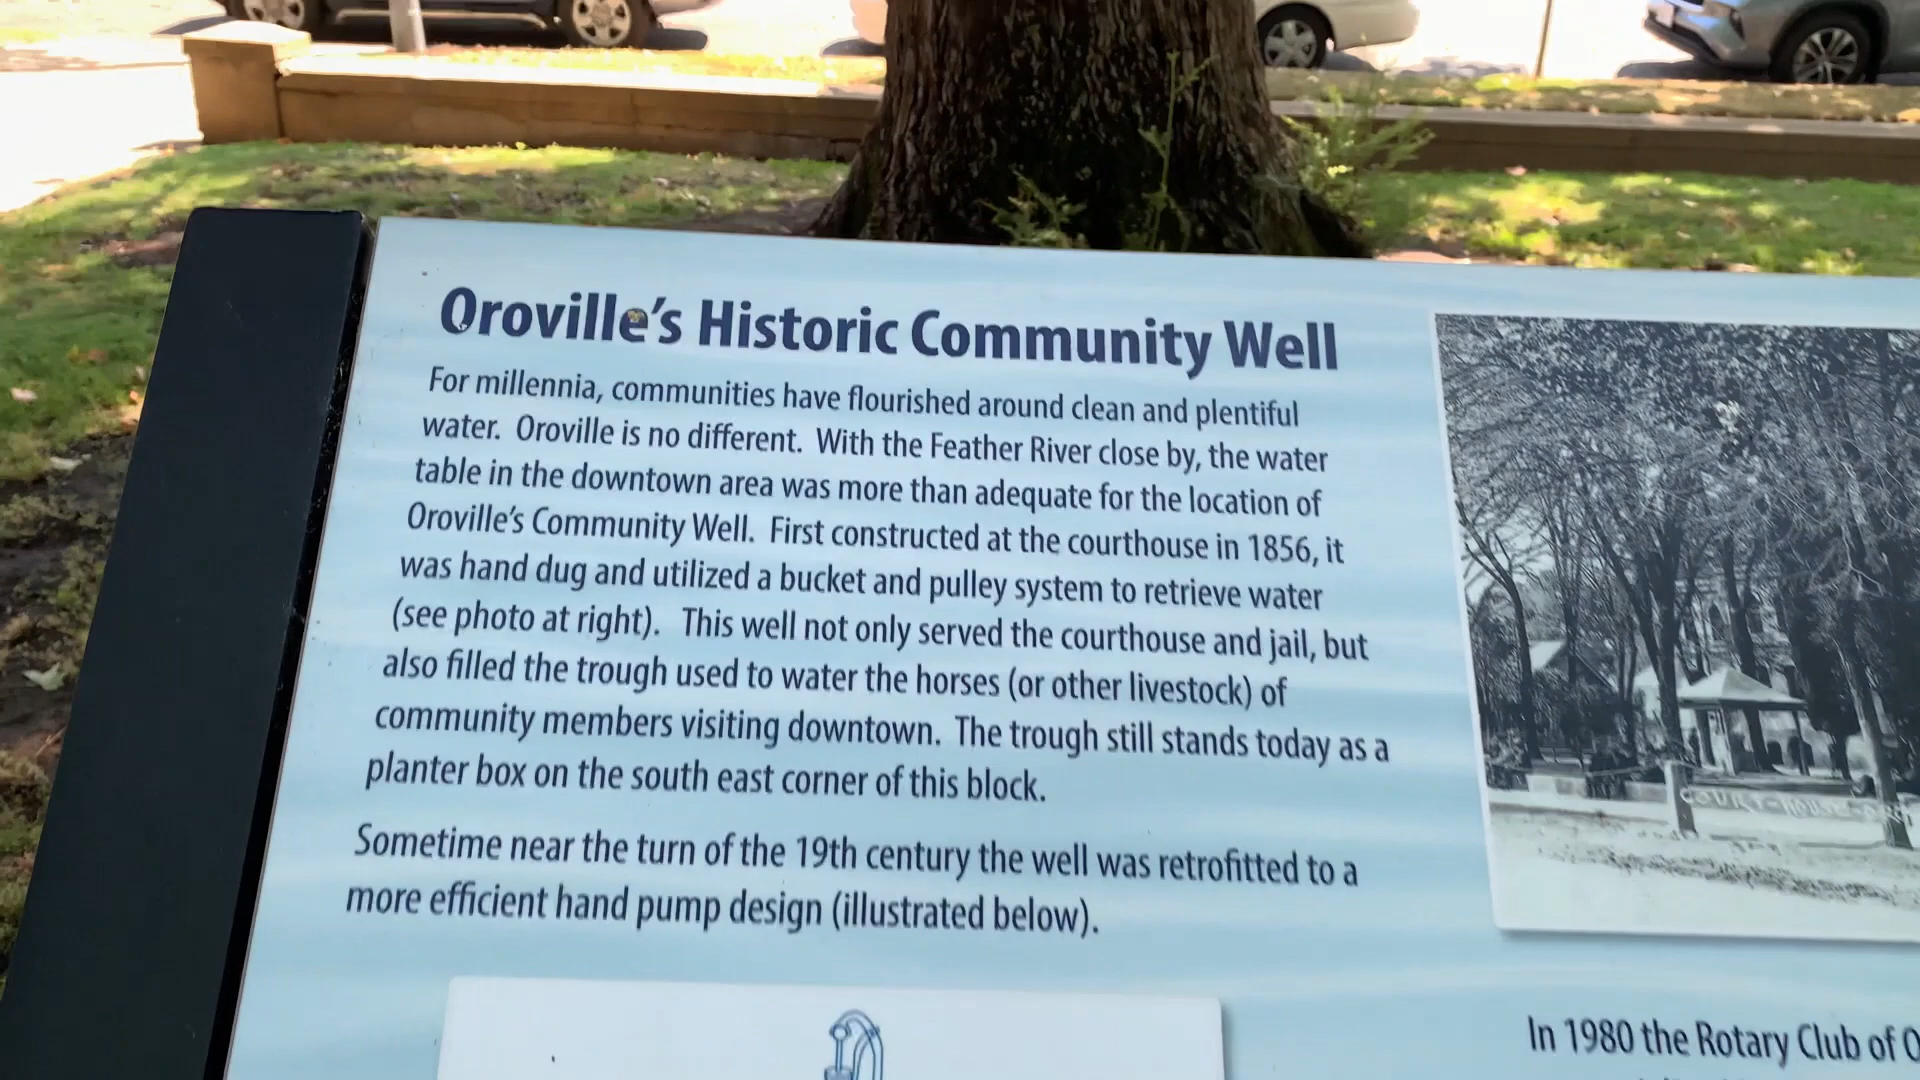 Oroville's Historic Community Well
For millennia, communities have flourished around clean and plentiful
water. Oroville is no different. With the Feather River close by, the water
table in the downtown area was more than adequate for the location of
Oroville's Community Well. First constructed at the courthouse in 1856, it
was hand dug and utilized a bucket and pulley system to retrieve water
(see photo at right). This well not only served the courthouse and jail, but
also filled the trough used to water the horses (or other livestock) of
community members visiting downtown. The trough still stands today as a
planter box on the south east corner of this block.
Sometime near the turn of the 19th century the well was retrofitted to a
more efficient hand pump design (illustrated below).
COURT-HOUSE
In 1980 the Rotary Club of